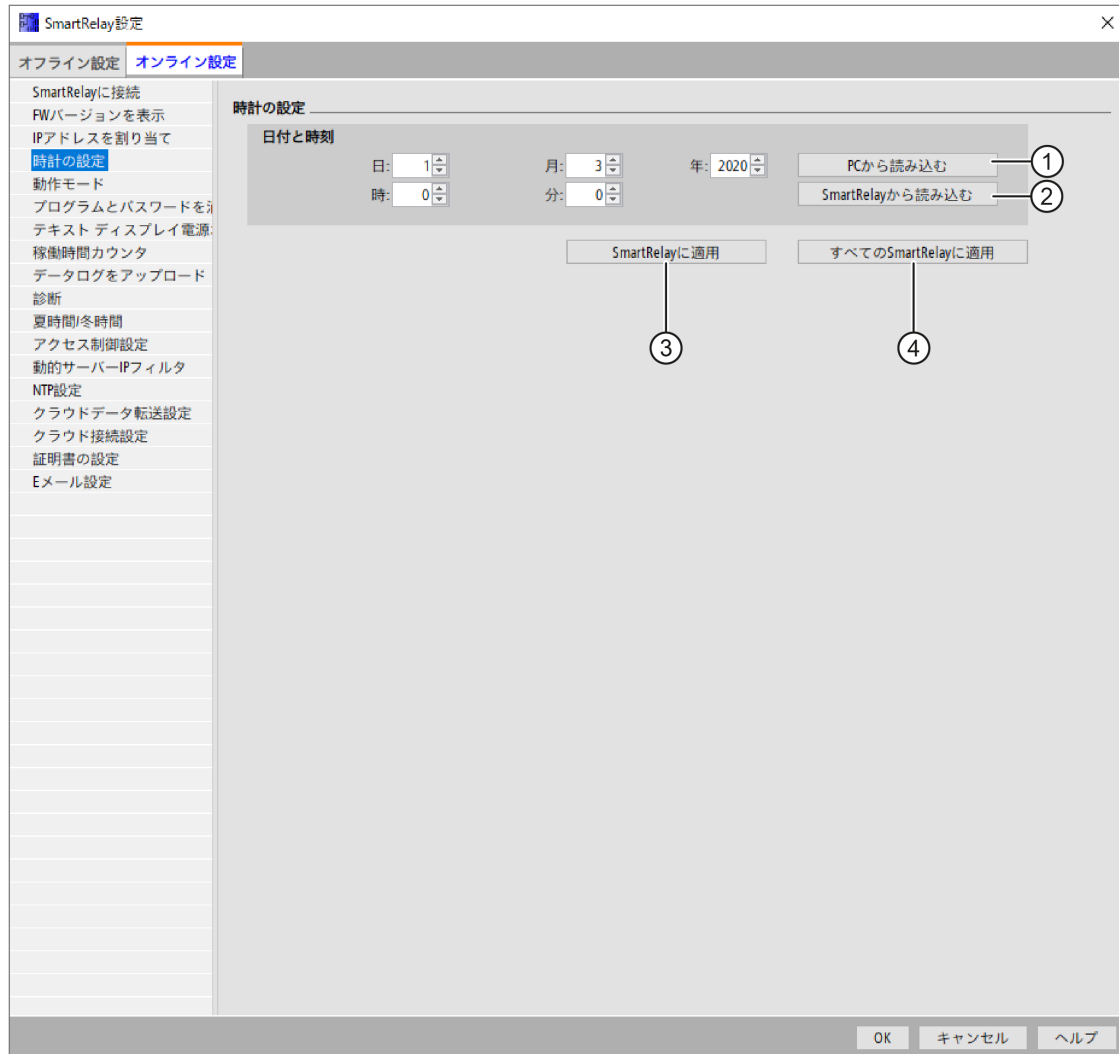 SmartRelay設定
オフライン設定 オンライン設定
SmartRelayに接続
FWバージョンを表示
IPアドレスを割り当て
時計の設定
動作モード
プログラムとパスワードを
テキスト ディスプレイ電源
稼働時間カウンタ
データログをアップロード
診断
夏時間/冬時間
アクセス制御設定
動的サーバーIPフィルタ
NTP設定
クラウドデータ転送設定
クラウド接続設定
証明書の設定
Eメール設定
時計の設定
日付と時刻
日: 1 月: 3 年: 2020 PCから読み込む ①
時: 0 分: 0 SmartRelayから読み込む ②
SmartRelayに適用 すべてのSmartRelayに適用
③ ④
OK キャンセル ヘルプ